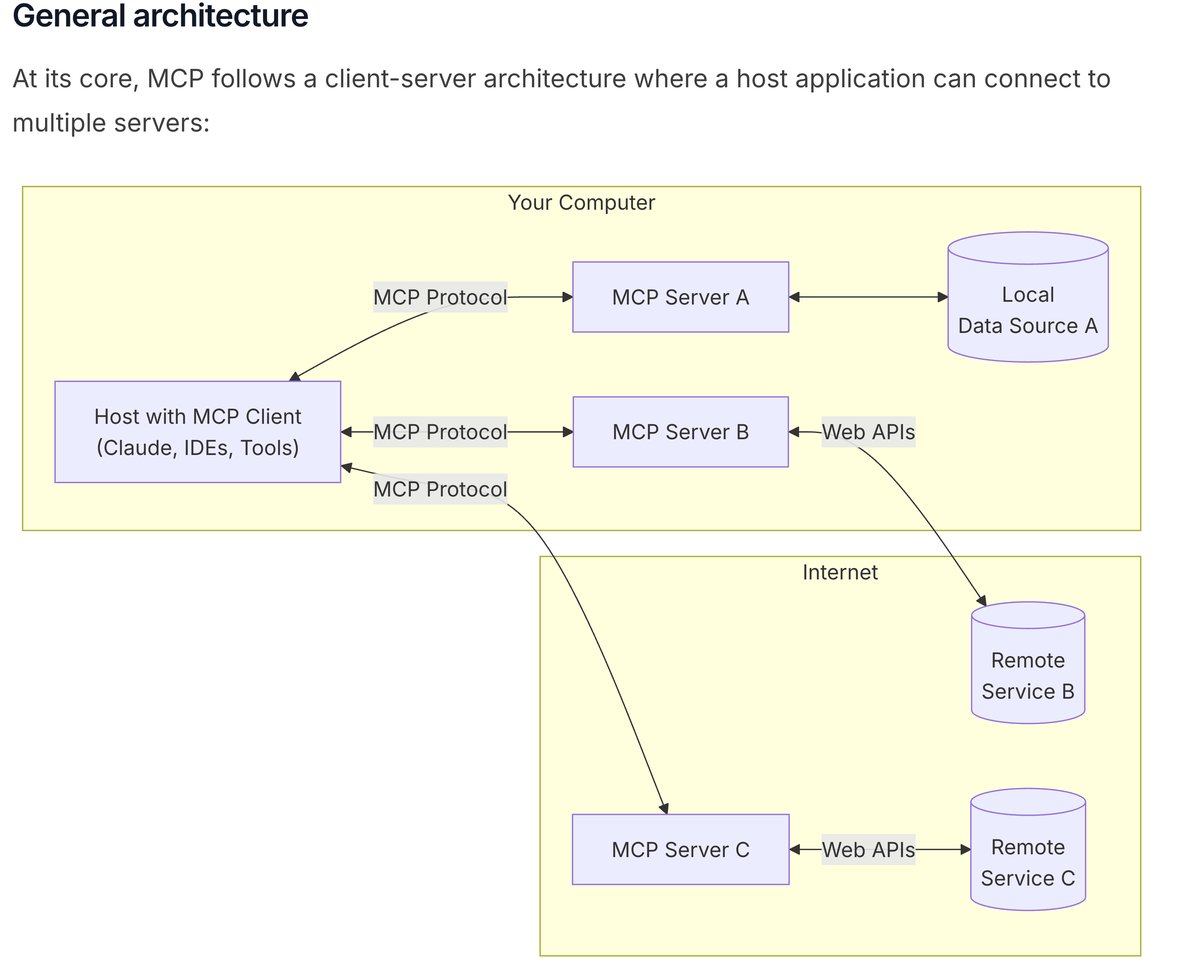 General architecture
At its core, MCP follows a client-server architecture where a host application can connect to
multiple servers:
Your Computer
MCP Protocol
MCP Server A
Local
Data Source A
Host with MCP Client
(Claude, IDEs, Tools)
MCP Protocol
MCP Server B
Web APIs
MCP Protocol
Internet
Remote
Service B
MCP Server C
Web APIs
Remote
Service C